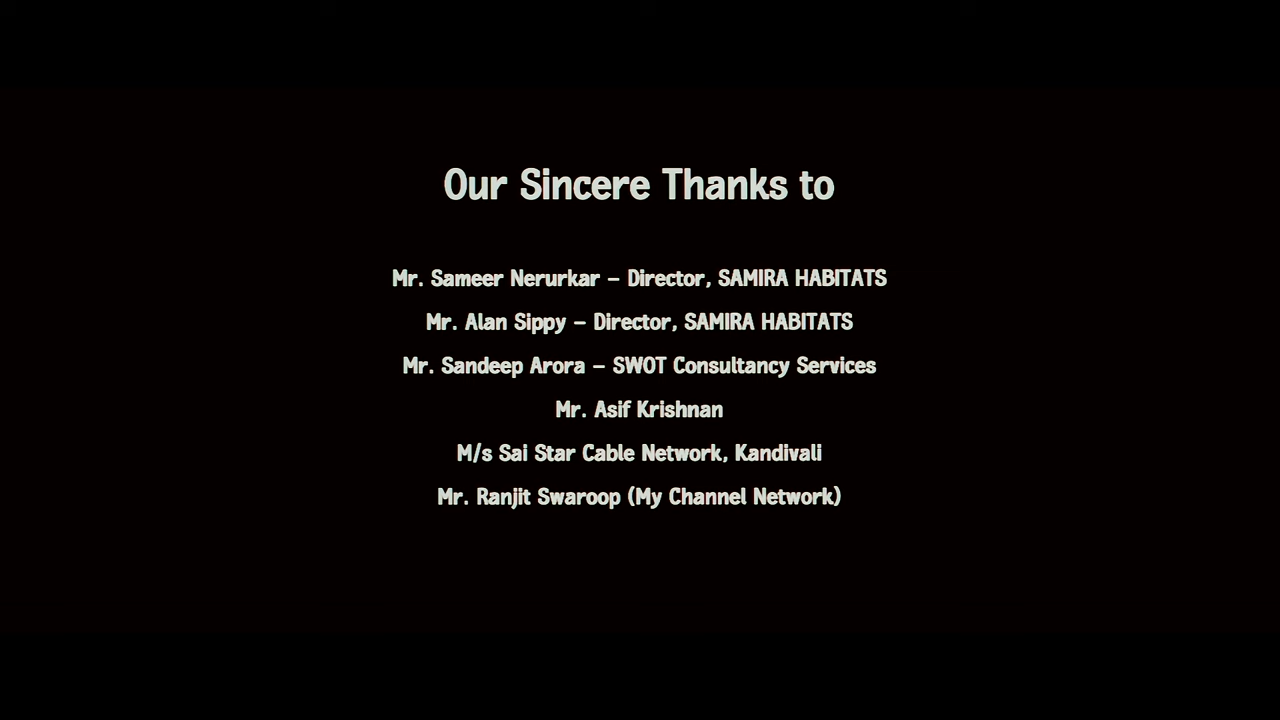 Our Sincere Thanks to
Mr. Sameer Nerurkar – Director, SAMIRA HABITATS
Mr. Alan Sippy – Director, SAMIRA HABITATS
Mr. Sandeep Arora – SWOT Consultancy Services
Mr. Asif Krishnan
M/s Sai Star Cable Network, Kandivali
Mr. Ranjit Swaroop (My Channel Network)